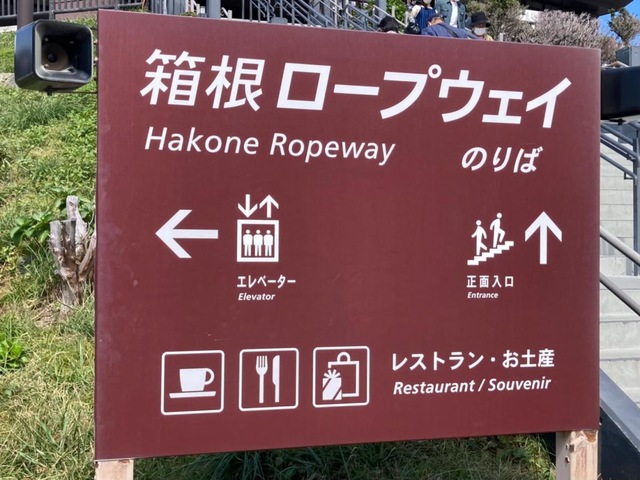 箱根ロープウェイ
Hakone Ropeway
のりば
エレベーター
Elevator
正面入口
Entrance
レストラン・お土産
Restaurant / Souvenir